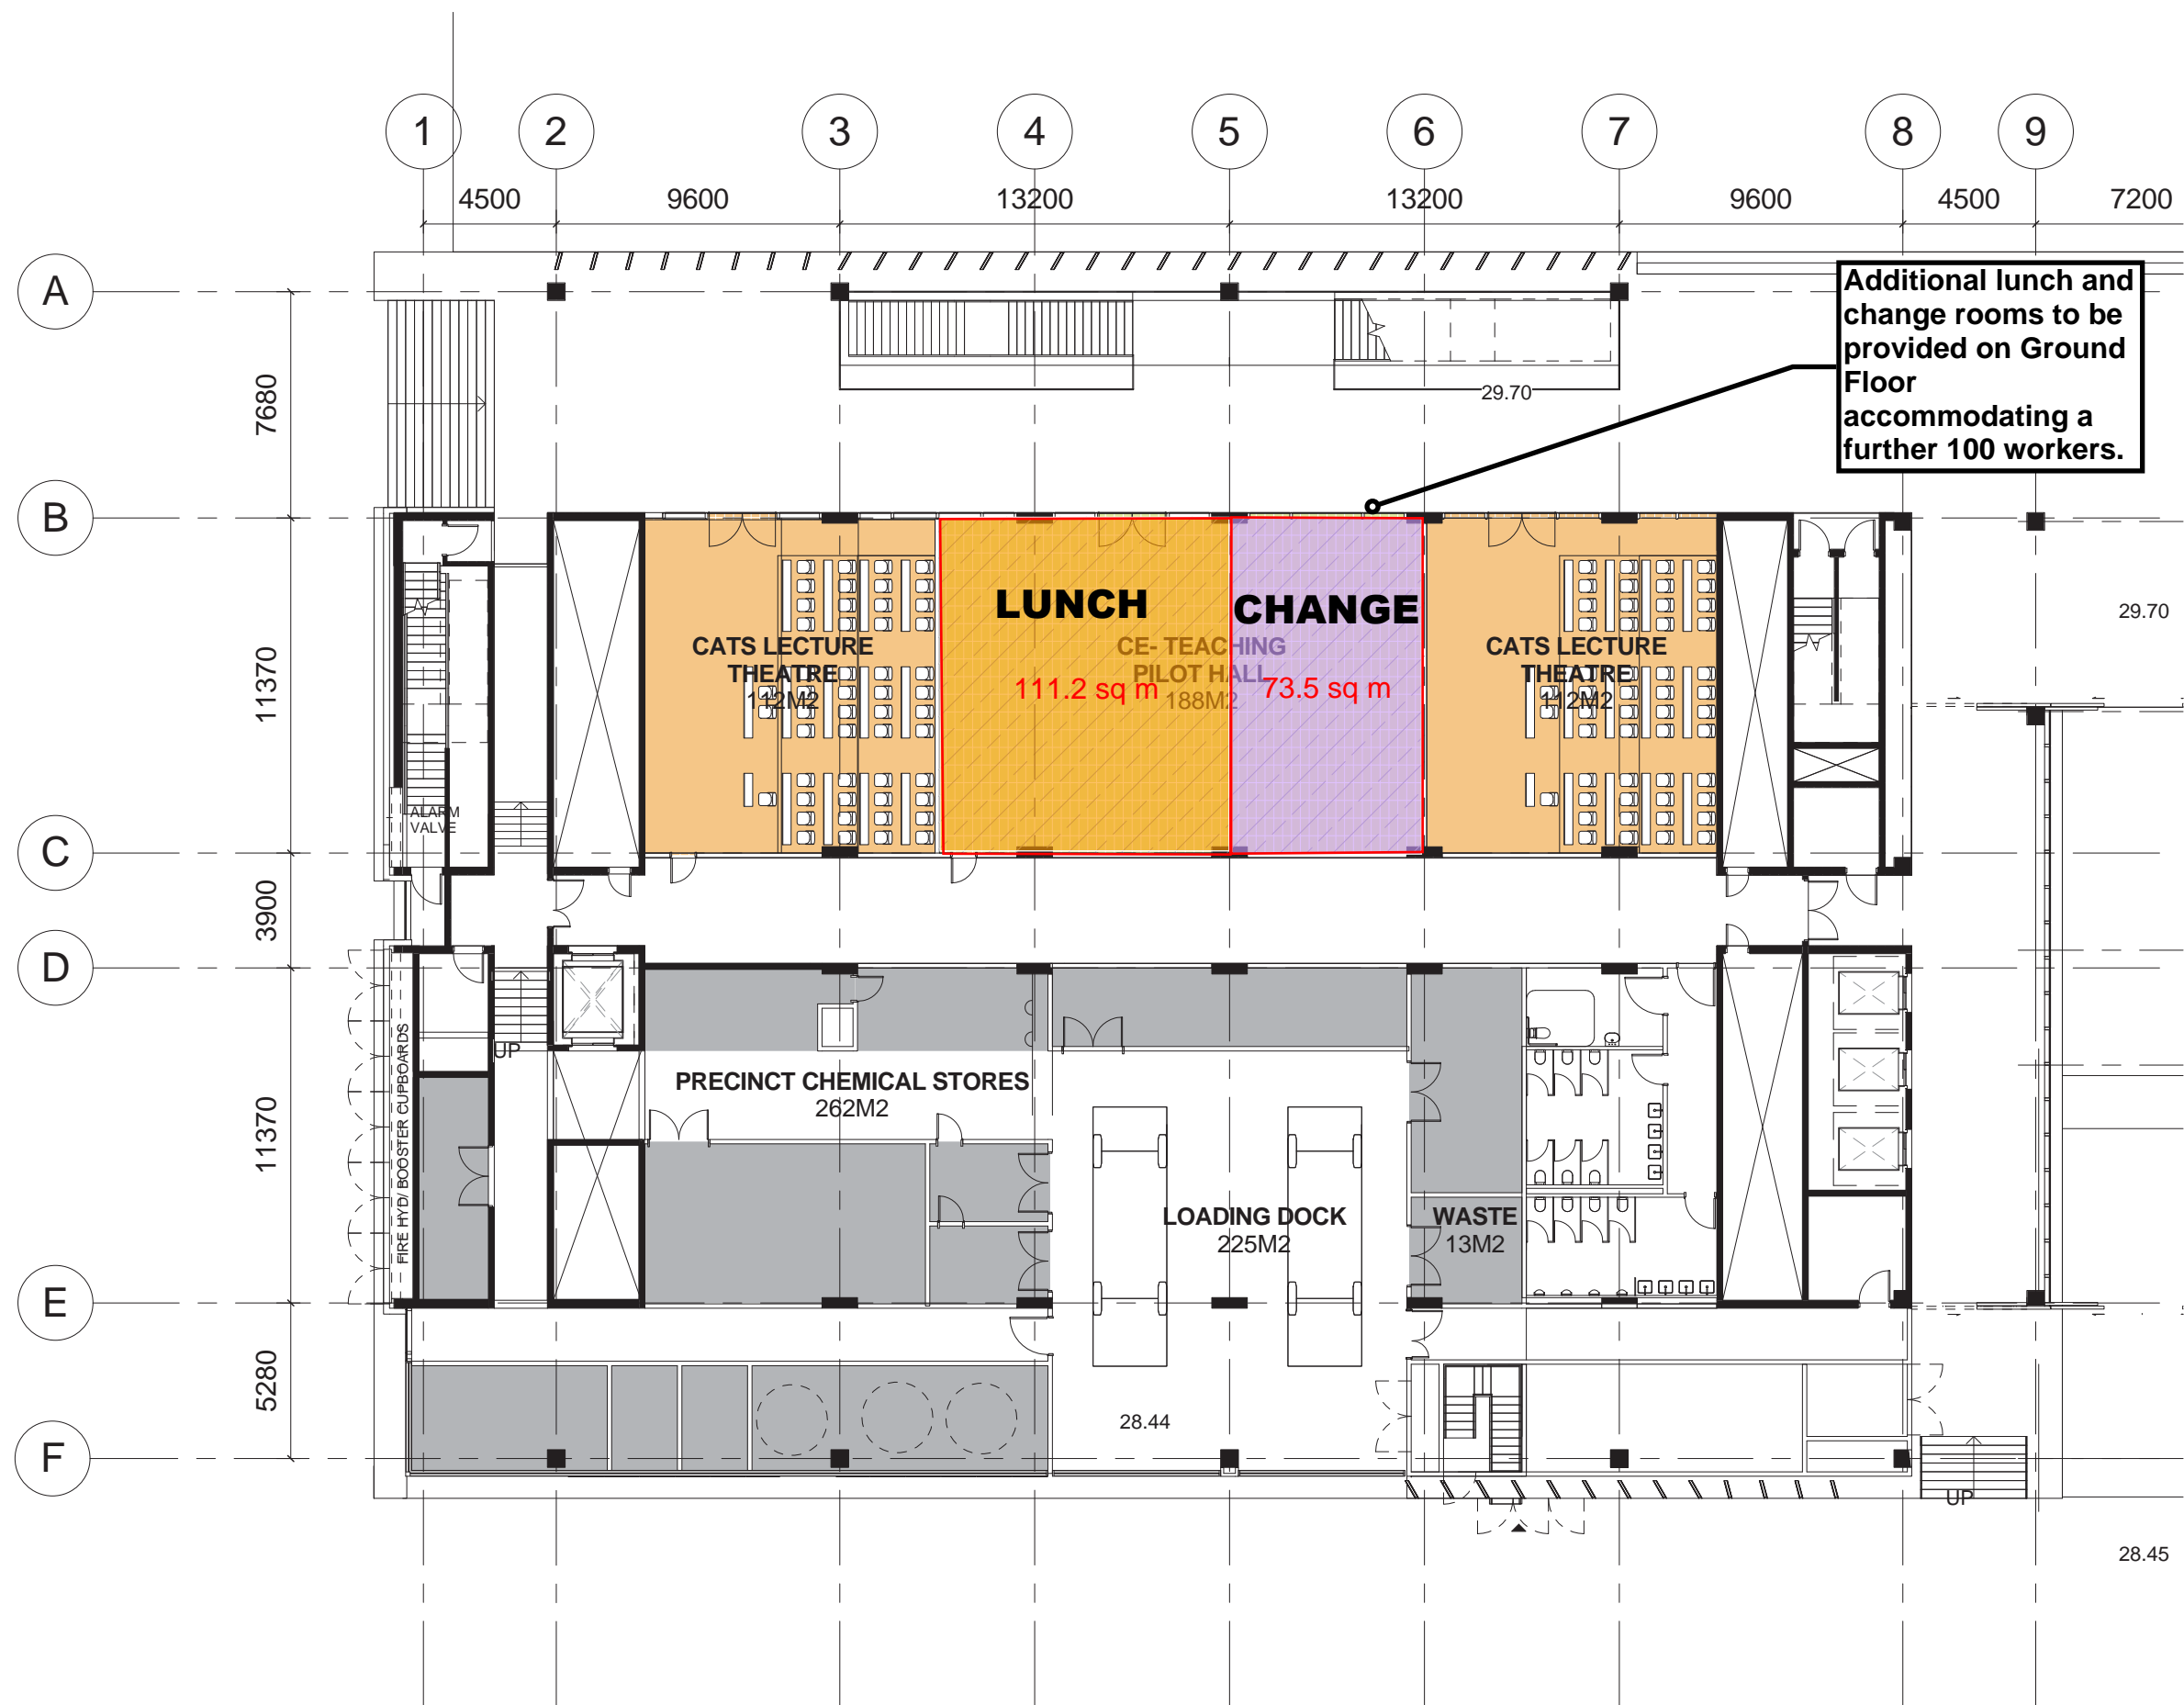 1
2
3
4
5
6
7
8
9
4500
9600
13200
13200
9600
4500
7200
A
B
C
D
E
F
7680
11370
3900
11370
5280
Additional lunch and
change rooms to be
provided on Ground
Floor
accommodating a
further 100 workers.
29.70
29.70
LUNCH
CHANGE
CATS LECTURE
THEATRE
112M2
CE- TEACHING
PILOT HALL
188M2
111.2 sq m
73.5 sq m
CATS LECTURE
THEATRE
112M2
ALARM
VALVE
UP
FIRE HYD/ BOOSTER CUPBOARDS
PRECINCT CHEMICAL STORES
262M2
LOADING DOCK
225M2
WASTE
13M2
28.44
UP
28.45